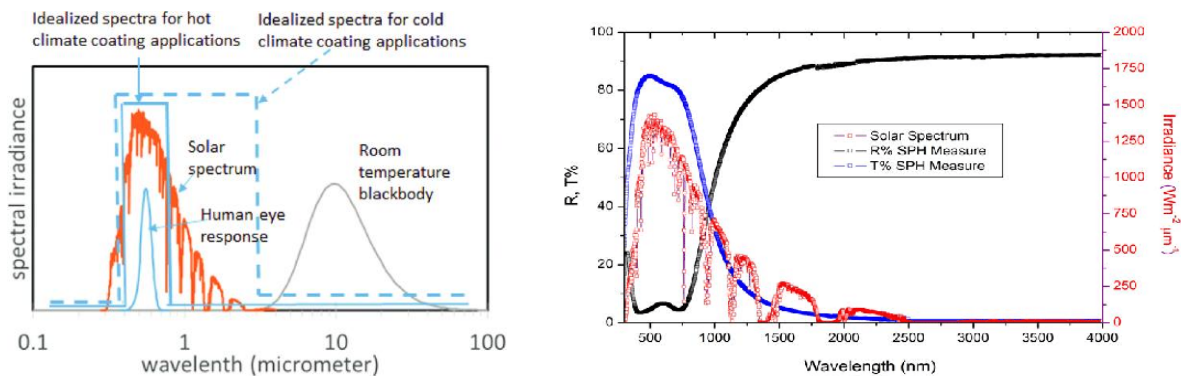 Idealized spectra for hot
climate coating applications
Idealized spectra for cold
climate coating applications
spectral irradiance
Solar
spectrum
Human eye
response
Room
temperature
blackbody
0.1
1
10
100
wavelenth (micrometer)
R, T%
100
80
60
40
20
0
Solar Spectrum
R% SPH Measure
T% SPH Measure
2000
1750
1500
1250
1000
750
500
250
0
Irradiance (Wm-2 μm-1)
500 1000 1500 2000 2500 3000 3500 4000
Wavelength (nm)